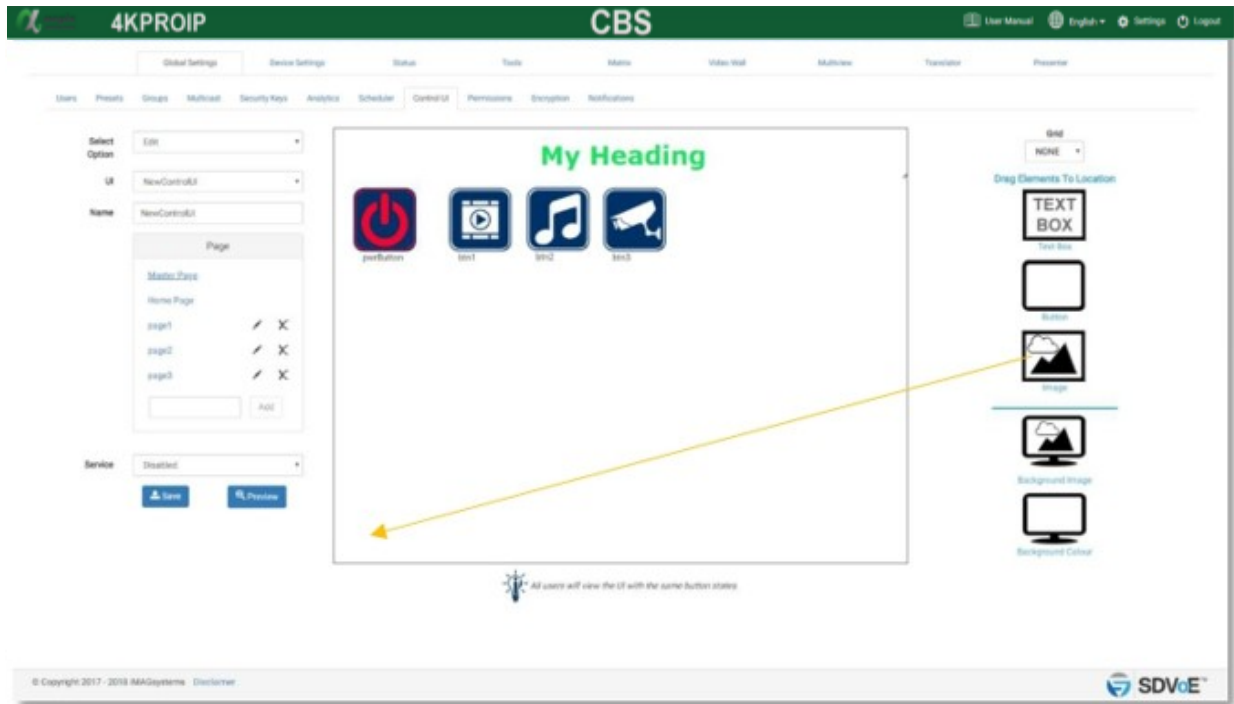 4KPROIP CBS User Manual English Settings Logout
Global Settings Device Settings Status Tools Matrix Video Wall Multiview Translator Presenter
Users Presets Groups Multicast Security Keys Analytics Scheduler Control UI Permissions Encryption Notifications
Select Option Edit
UI NewControlUI
Name NewControlUI
Page
Master Page
Home Page
page1
page2
page3
Add
Service Disabled
Save Preview
My Heading
pwrButton btn1 btn2 btn3
All users will view the UI with the same button states
Grid
NONE
Drag Elements To Location
TEXT
BOX
Text Box
Button
Image
Background Image
Background Colour
© Copyright 2017 - 2018 iMAGsystems Disclaimer
SDVoE™